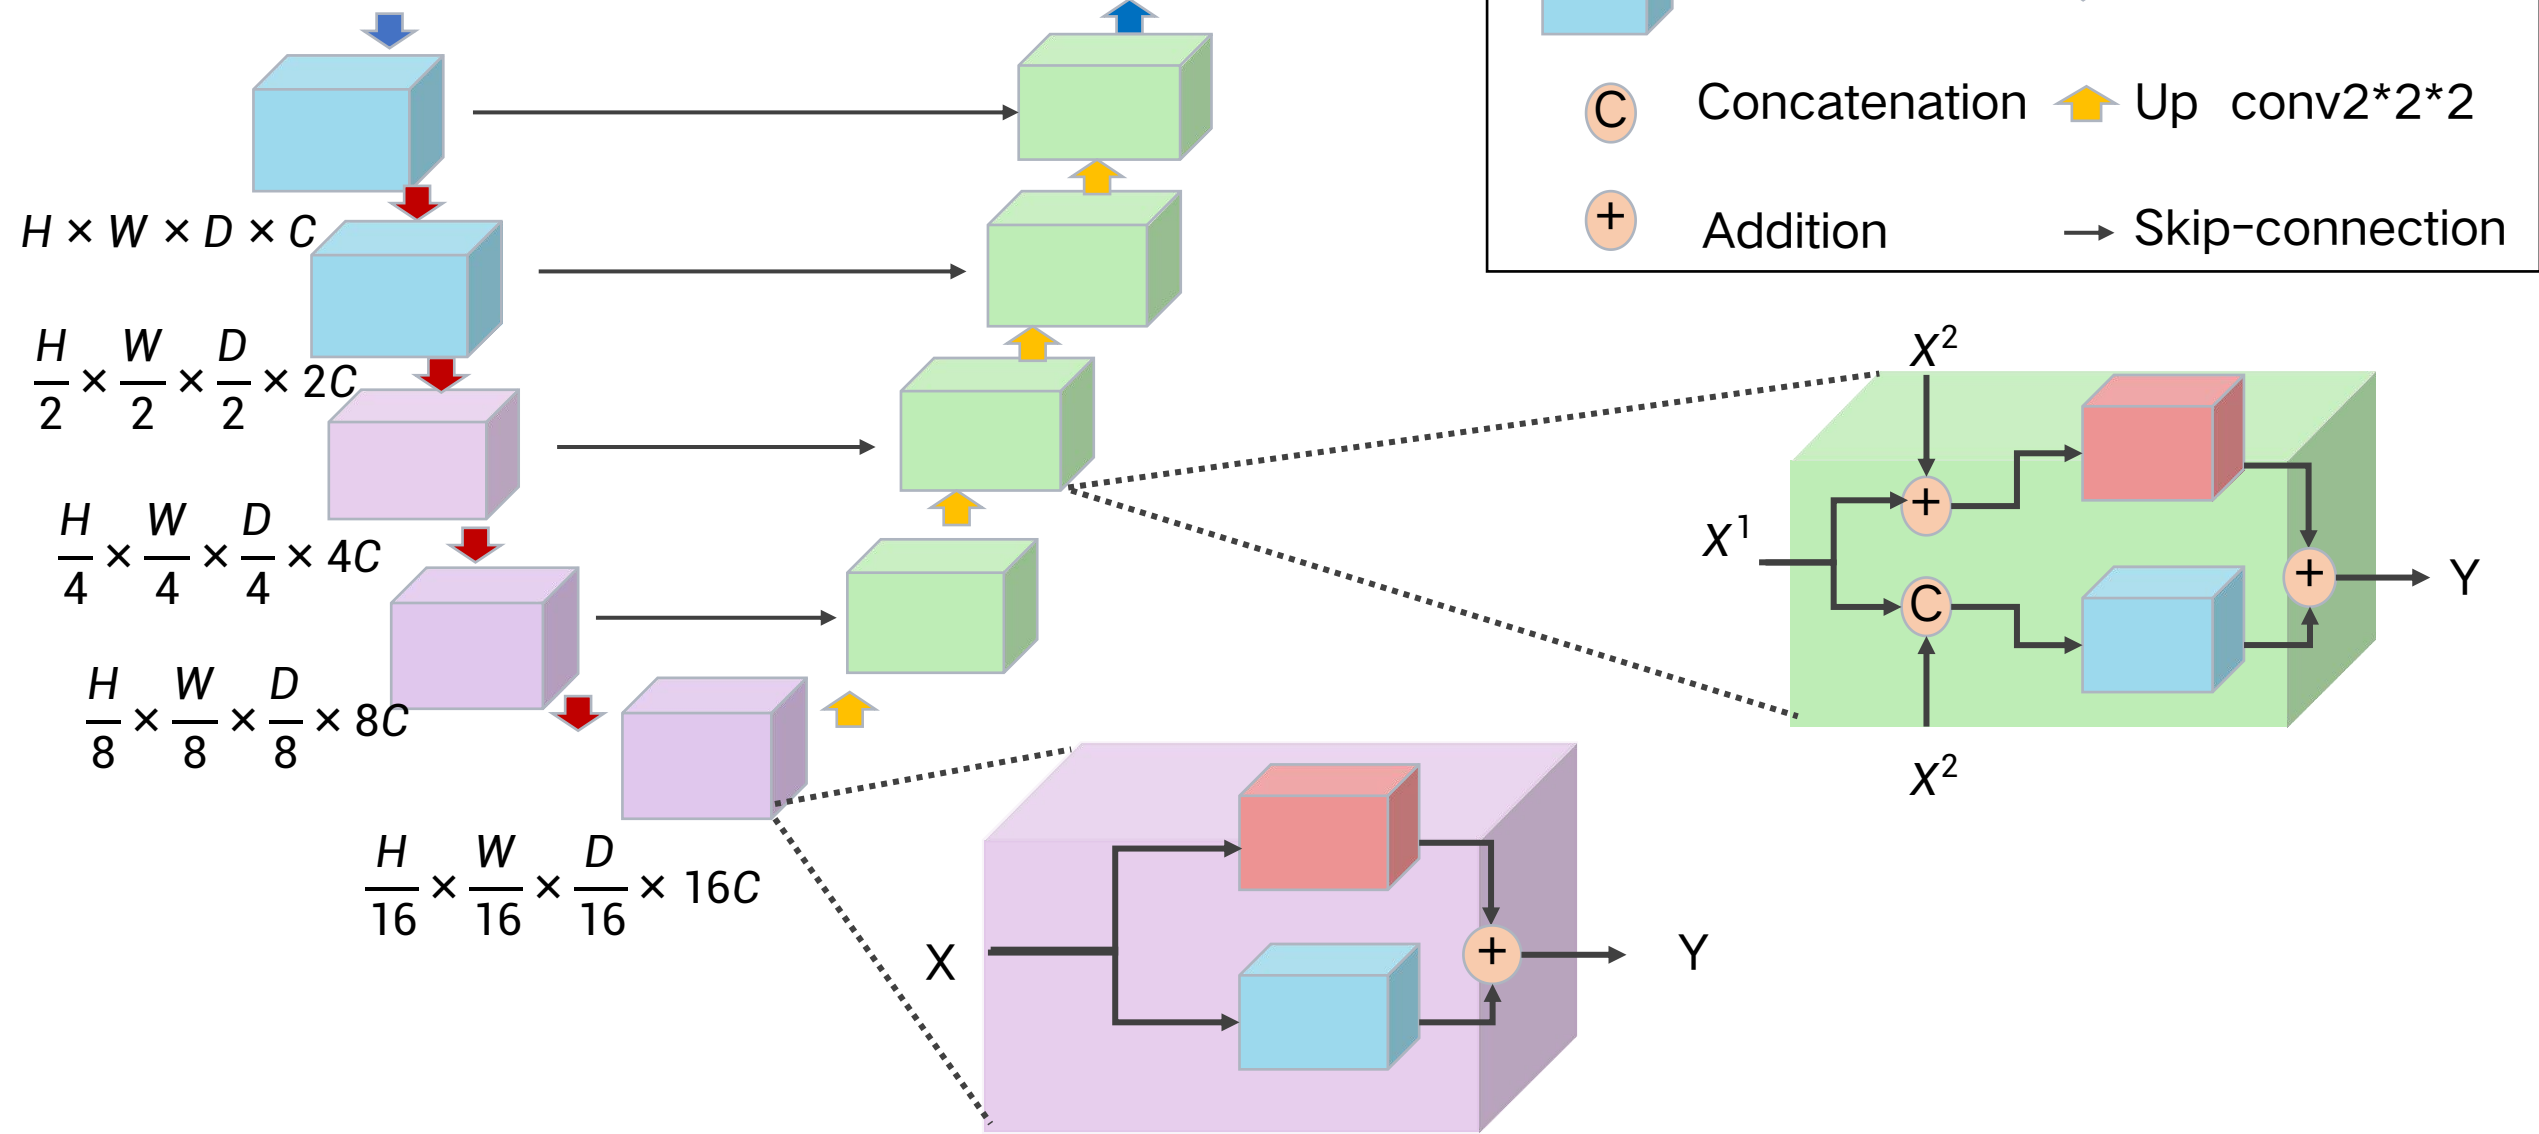 C Concatenation Up conv2*2*2
+ Addition Skip-connection
H × W × D × C
H/2 × W/2 × D/2 × 2C
H/4 × W/4 × D/4 × 4C
H/8 × W/8 × D/8 × 8C
H/16 × W/16 × D/16 × 16C
X²
+
X¹
C
+
Y
X²
X
+
Y